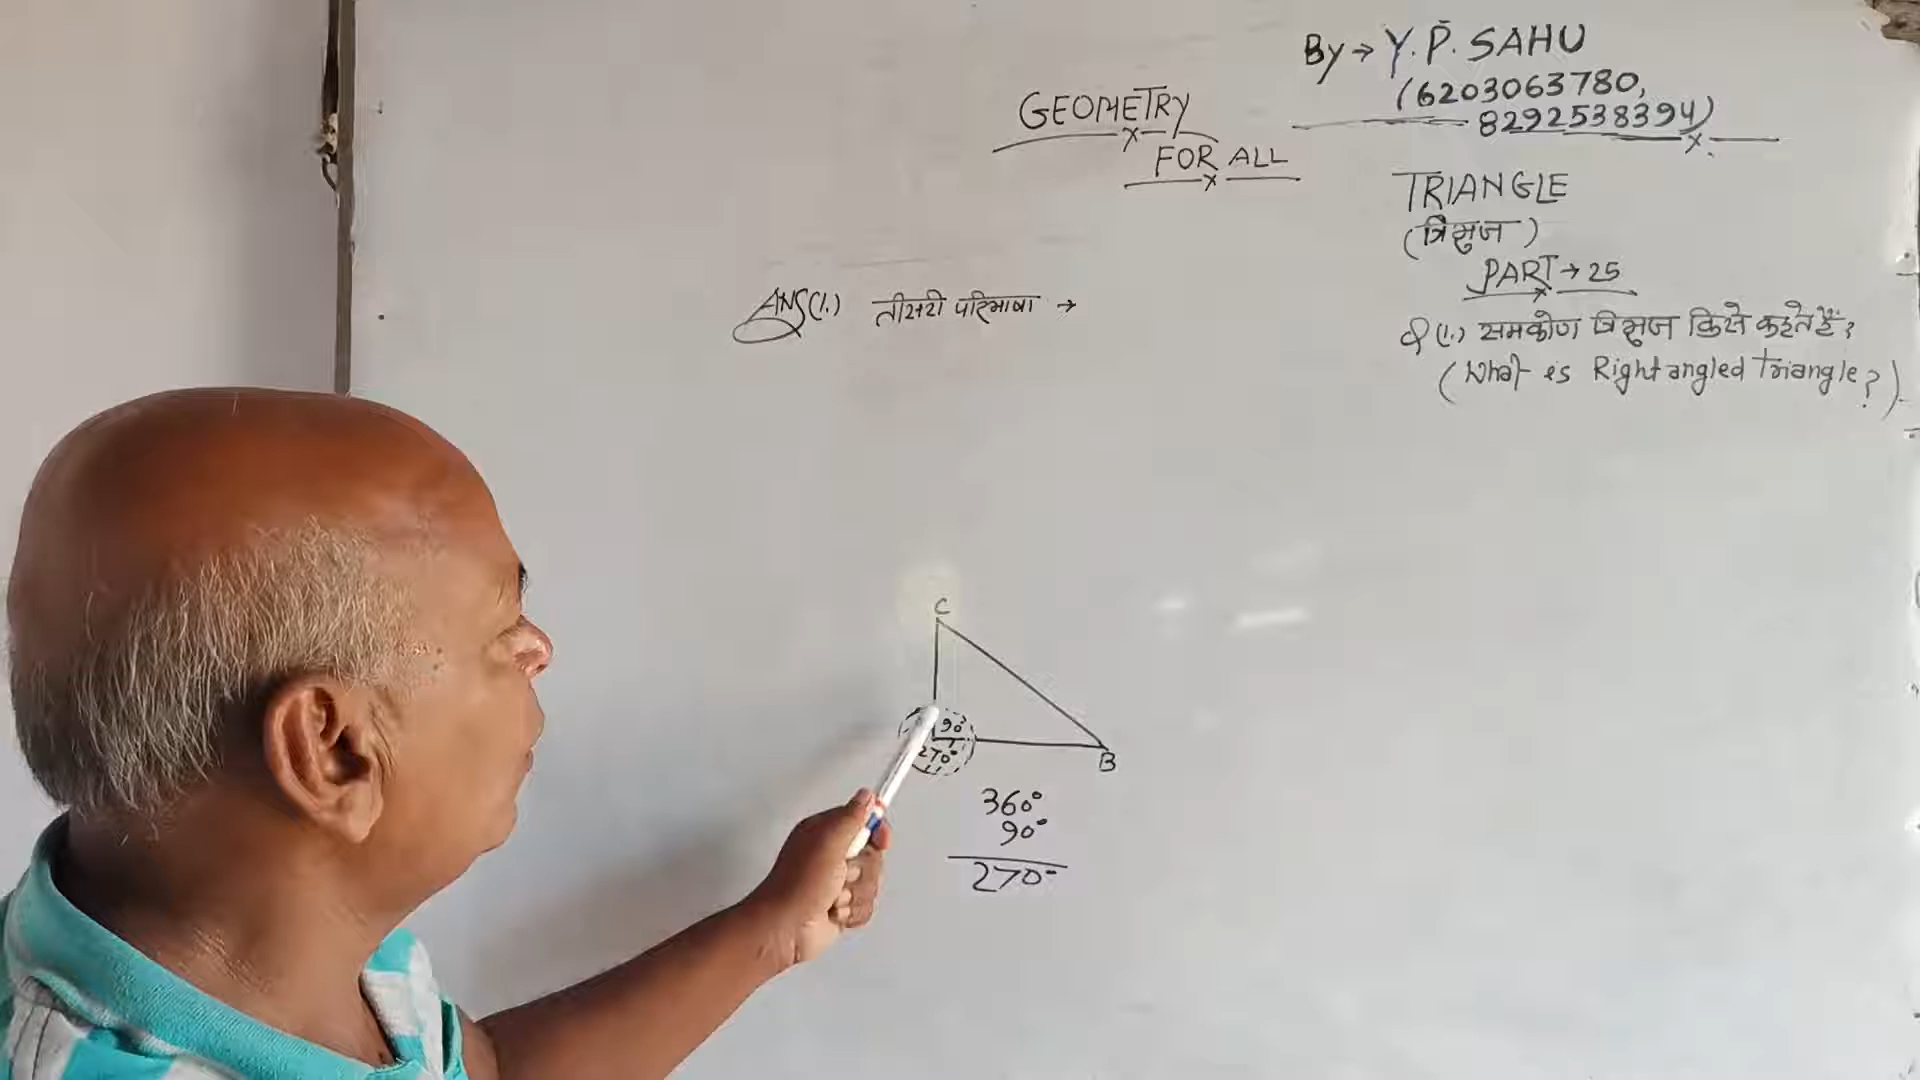 By → Y. P. SAHU
(6203063780,
8292538394)
GEOMETRY
FOR ALL
TRIANGLE
(त्रिभुज)
PART → 25
Q (1.) समकोण त्रिभुज किसे कहते हैं?
(What is Right angled Triangle?)
ANS(1.) तीसरी परिभाषा →
C
90°
270°
B
360°
90°
270°